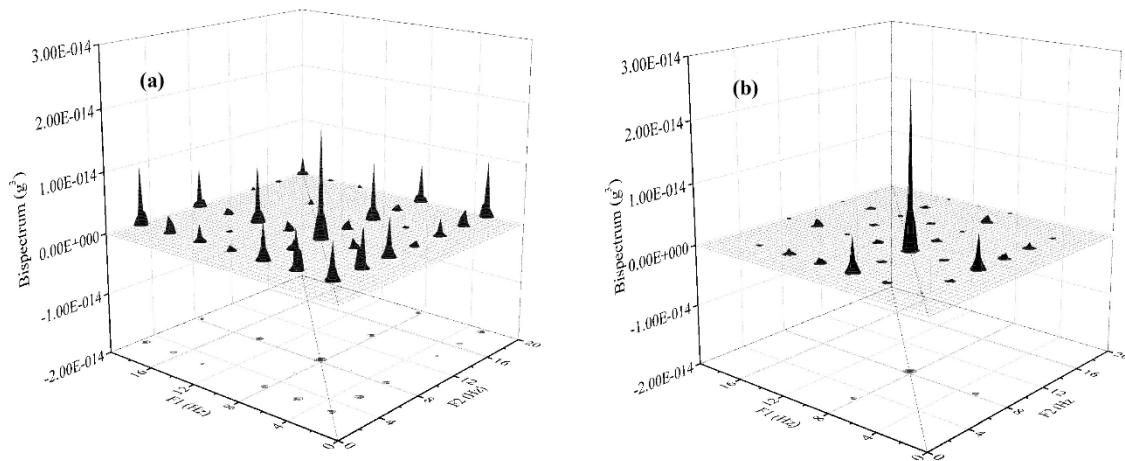 (a)
3.00E-014
2.00E-014
1.00E-014
0.00E+000
-1.00E-014
-2.00E-014
Bispectrum (g³)
16
12
8
4
0
F1 (Hz)
0
4
8
12
16
20
F2 (Hz)
(b)
3.00E-014
2.00E-014
1.00E-014
0.00E+000
-1.00E-014
-2.00E-014
Bispectrum (g³)
16
12
8
4
0
F1 (Hz)
0
4
8
12
16
20
F2 (Hz